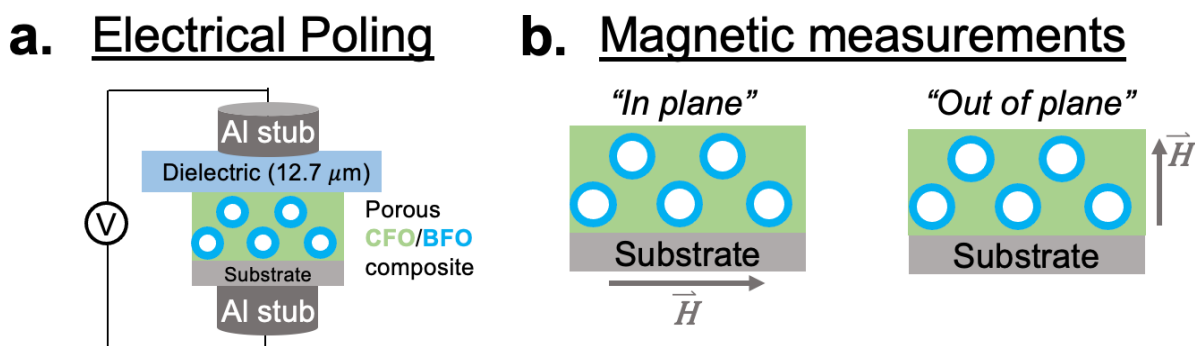 a. Electrical Poling
Al stub
Dielectric (12.7 μm)
V
Porous
CFO/BFO
composite
Substrate
Al stub
b. Magnetic measurements
“In plane”
Substrate
H
“Out of plane”
H
Substrate